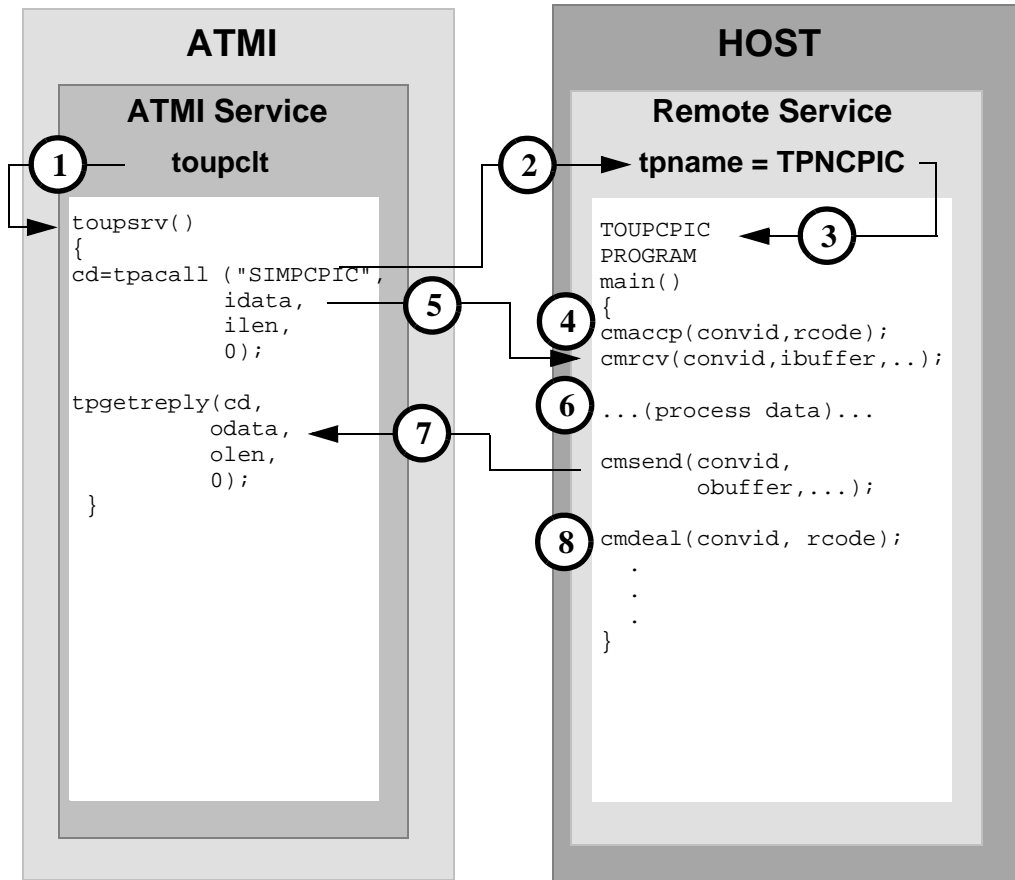 ATMI
ATMI Service
toupclt
1
toupsrv()
{
cd=tpacall ("SIMPCPIC",
idata,
ilen,
0);
tpgetreply(cd,
odata,
olen,
0);
}
2
5
7
HOST
Remote Service
tpname = TPNCPIC
3
TOUPCPIC
PROGRAM
main()
{
4
cmaccp(convid,rcode);
cmrcv(convid,ibuffer,..);
6
...(process data)...
cmsend(convid,
obuffer,...);
8
cmdeal(convid, rcode);
.
.
.
}